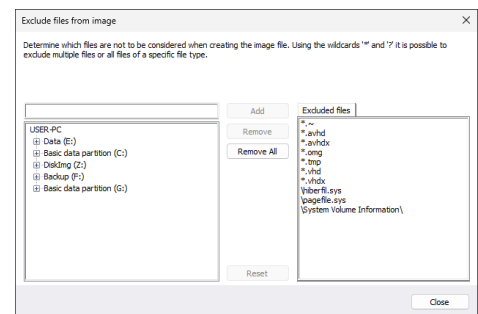 Exclude files from image
Determine which files are not to be considered when creating the image file. Using the wildcards '*' and '?' it is possible to
exclude multiple files or all files of a specific file type.
Add
Excluded files
USER-PC
Data (E:)
Basic data partition (C:)
DiskImg (Z:)
Backup (F:)
Basic data partition (G:)
Remove
Remove All
Reset
*.~
*.avhd
*.avhdx
*.omg
*.tmp
*.vhd
*.vhdx
\hiberfil.sys
\pagefile.sys
\System Volume Information\
Close